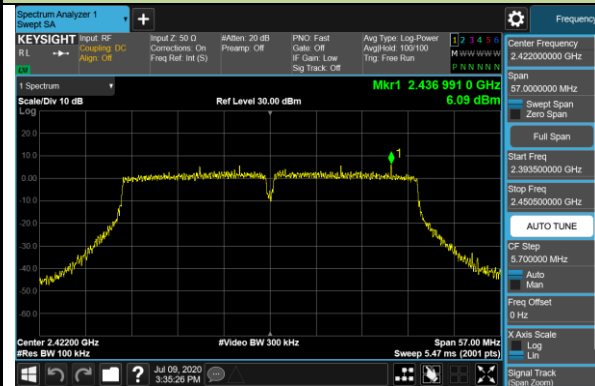 Spectrum Analyzer 1
Swept SA
Frequency
KEYSIGHT
Input: RF
Coupling: DC
Align: Off
Input Z: 50 Ω
Corrections: On
Freq Ref: Int (S)
#Atten: 20 dB
Preamp: Off
PNO: Fast
Gate: Off
IF Gain: Low
Sig Track: Off
Avg Type: Log-Power
Avg|Hold: 100/100
Trig: Free Run
1 2 3 4 5 6
M W W W W W
P N N N N N
RL
LW
1 Spectrum
Mkr1 2.436 991 0 GHz
Scale/Div 10 dB
Ref Level 30.00 dBm
6.09 dBm
Log
20.0
10.0
0.00
-10.0
-20.0
-30.0
-40.0
-50.0
-60.0
1
Center 2.42200 GHz
#Video BW 300 kHz
Span 57.00 MHz
#Res BW 100 kHz
Sweep 5.47 ms (2001 pts)
Jul 09, 2020
3:35:26 PM
Center Frequency
2.422000000 GHz
Span
57.0000000 MHz
Swept Span
Zero Span
Full Span
Start Freq
2.393500000 GHz
Stop Freq
2.450500000 GHz
AUTO TUNE
CF Step
5.700000 MHz
Auto
Man
Freq Offset
0 Hz
X Axis Scale
Log
Lin
Signal Track
(Span Zoom)